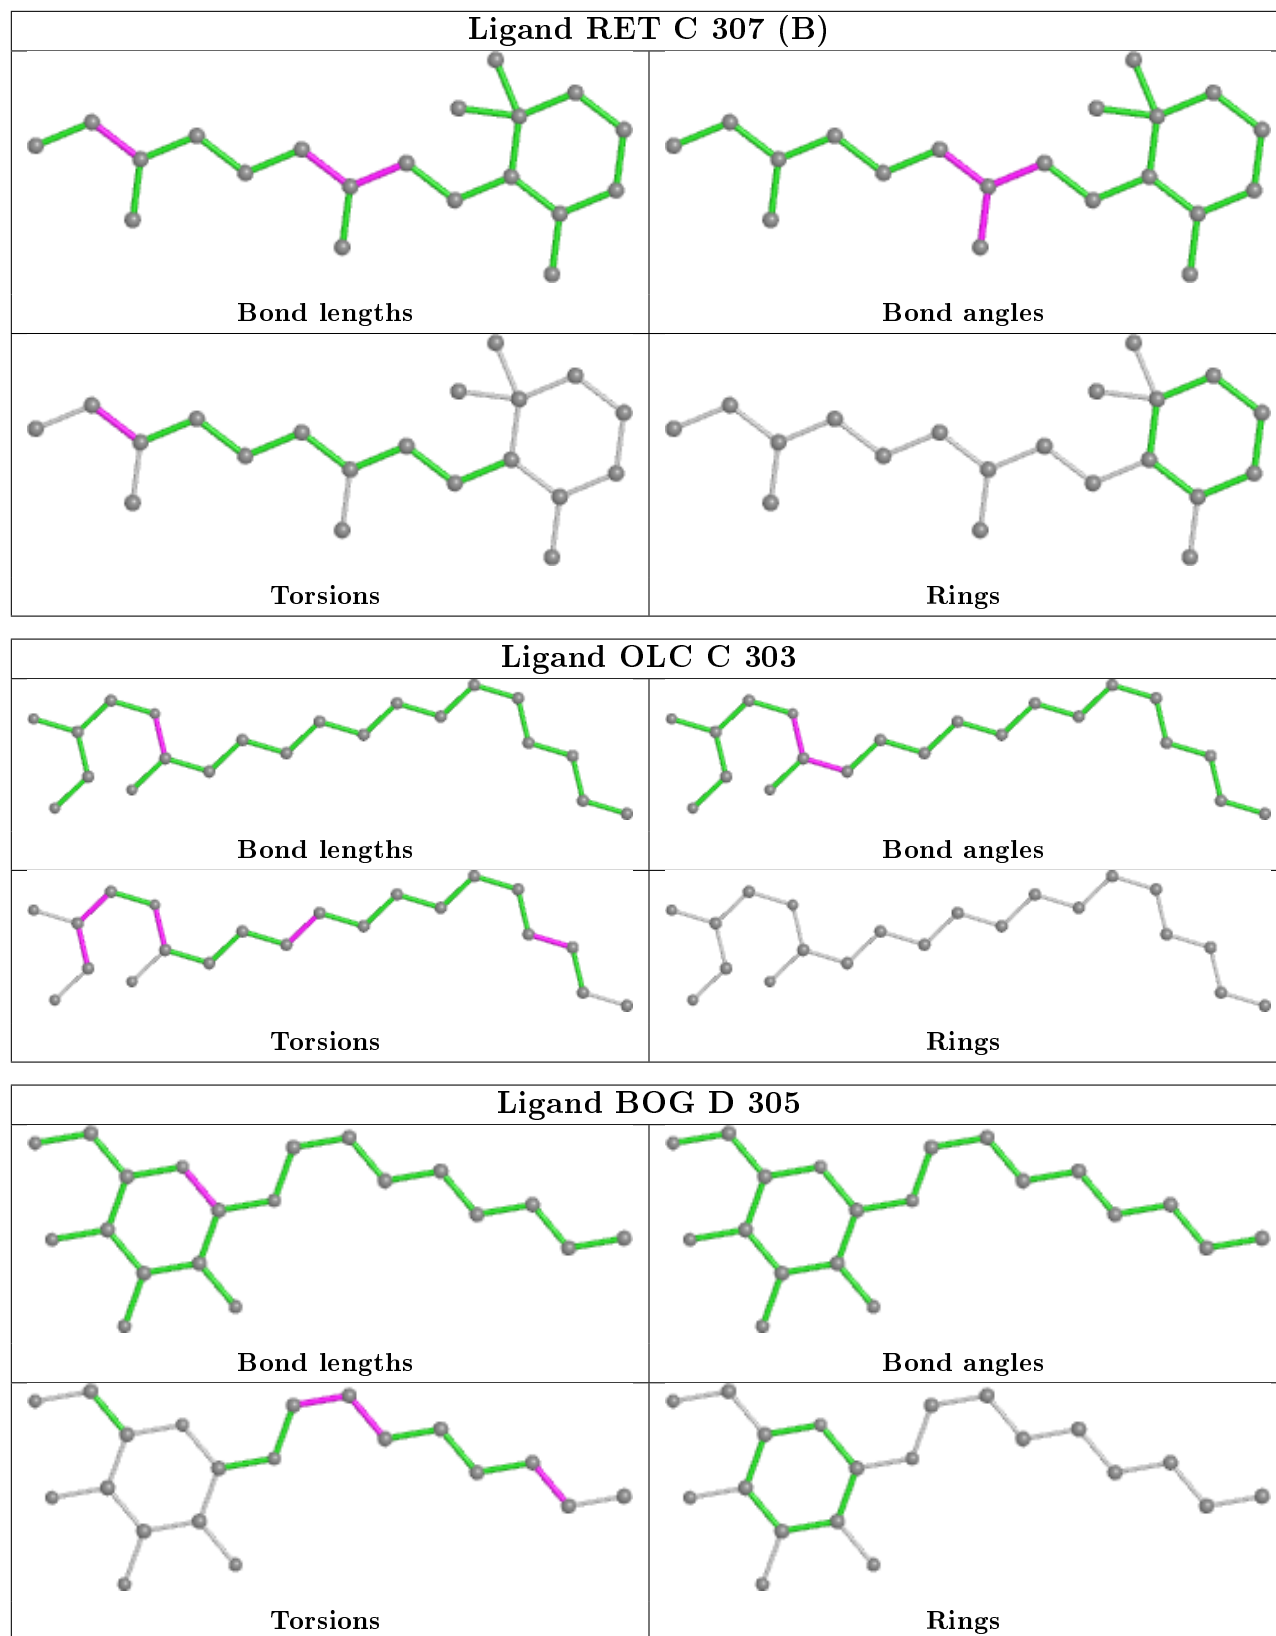 Ligand RET C 307 (B)
Bond lengths
Bond angles
Torsions
Rings
Ligand OLC C 303
Bond lengths
Bond angles
Torsions
Rings
Ligand BOG D 305
Bond lengths
Bond angles
Torsions
Rings